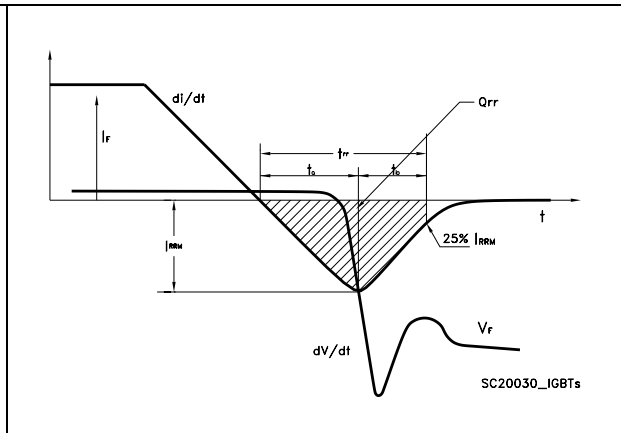 di/dt
Qrr
IF
trr
ta
tb
t
IRRM
25% IRRM
VF
dV/dt
SC20030_IGBTs